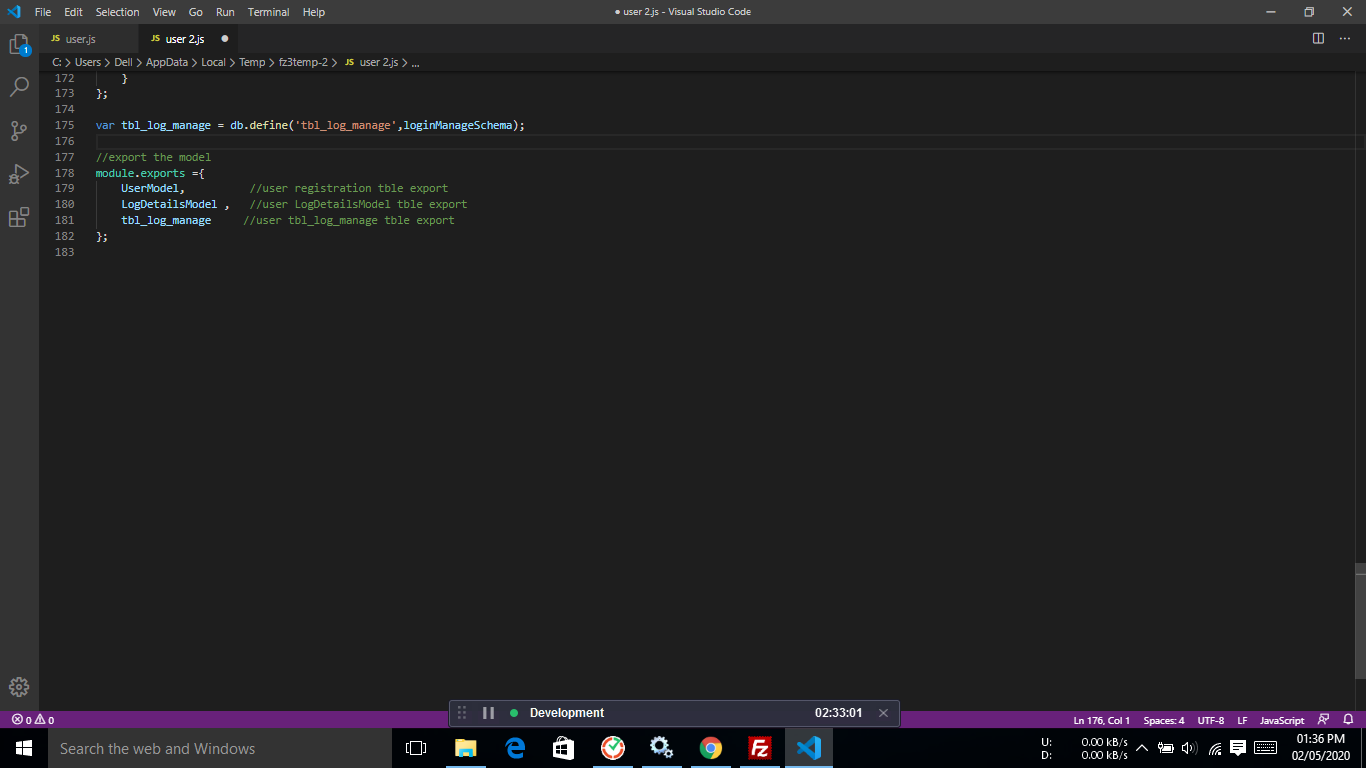 File Edit Selection View Go Run Terminal Help
● user 2.js - Visual Studio Code
JS user.js
JS user 2.js ●
1
C: > Users > Dell > AppData > Local > Temp > fz3temp-2 > JS user 2.js > ...
172 }
173 };
174
175 var tbl_log_manage = db.define('tbl_log_manage',loginManageSchema);
176
177 //export the model
178 module.exports ={
179 UserModel, //user registration tble export
180 LogDetailsModel , //user LogDetailsModel tble export
181 tbl_log_manage //user tbl_log_manage tble export
182 };
183
Development 02:33:01
0 0
Ln 176, Col 1 Spaces: 4 UTF-8 LF JavaScript
Search the web and Windows
U: 0.00 kB/s
D: 0.00 kB/s
01:36 PM
02/05/2020